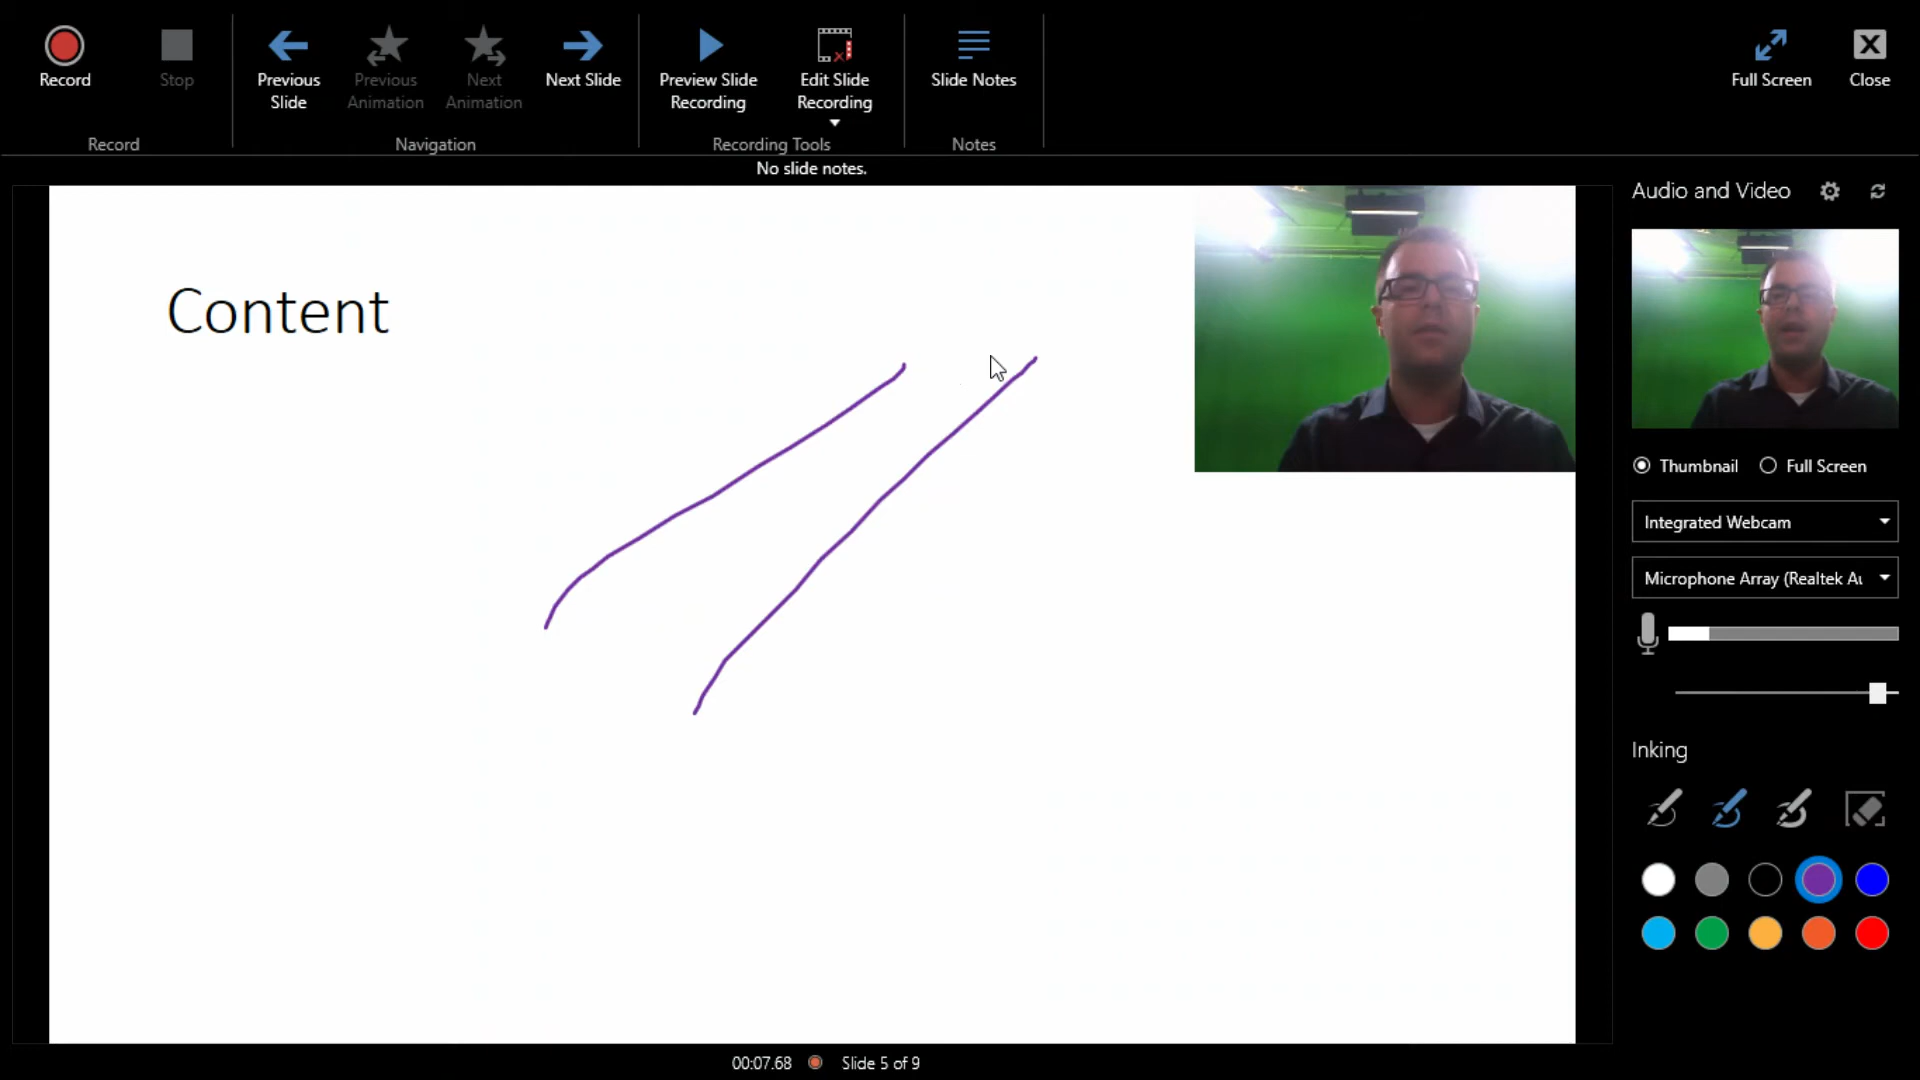 Record
Stop
Previous
Slide
Previous
Animation
Next
Animation
Next Slide
Preview Slide
Recording
Edit Slide
Recording
Slide Notes
Full Screen
Close
Record
Navigation
Recording Tools
Notes
No slide notes.
Audio and Video
Content
Thumbnail
Full Screen
Integrated Webcam
Microphone Array (Realtek Au
Inking
00:07.68
Slide 5 of 9